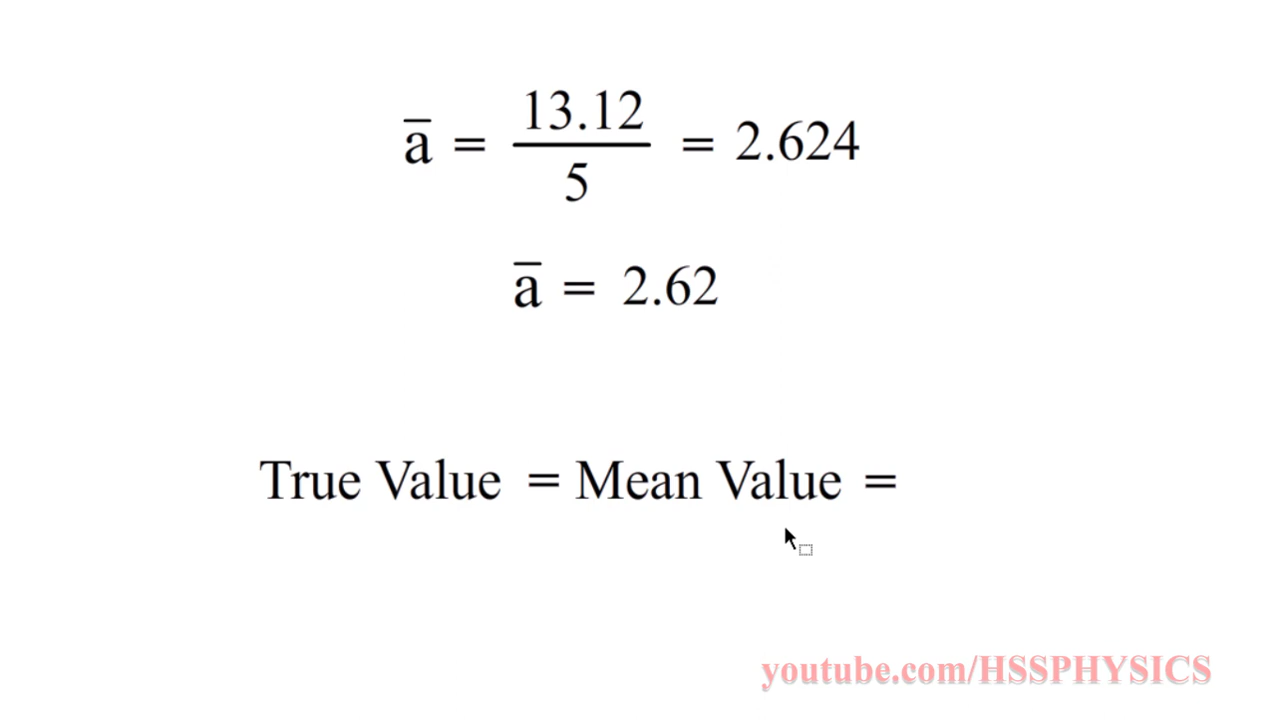 a̅ = 13.12/5 = 2.624
a̅ = 2.62
True Value = Mean Value =
youtube.com/HSSPHYSICS